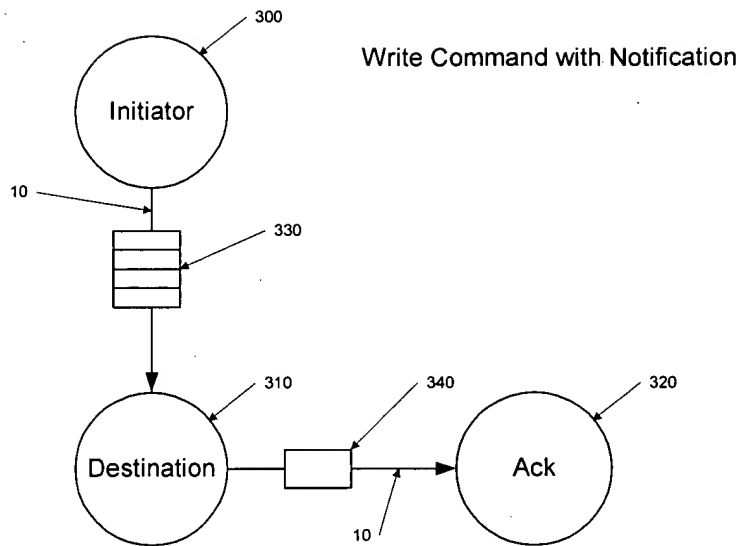 300
Write Command with Notification
Initiator
10
330
310
340
320
Destination
Ack
10